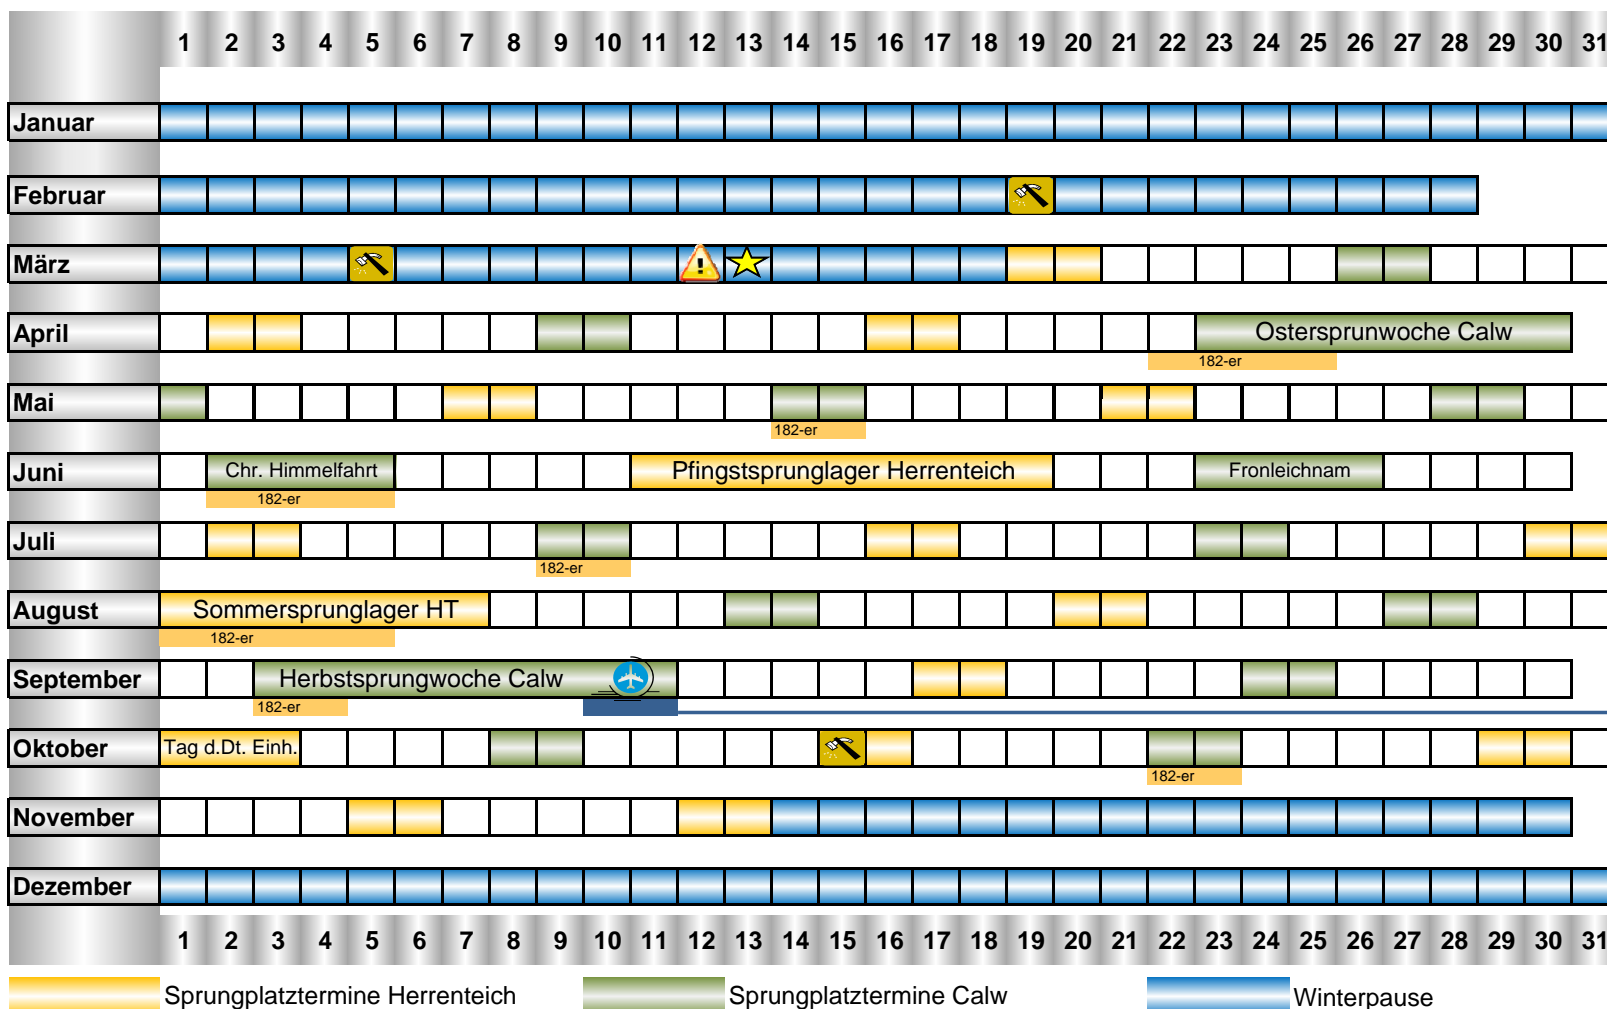 1 2 3 4 5 6 7 8 9 10 11 12 13 14 15 16 17 18 19 20 21 22 23 24 25 26 27 28 29 30 31
Januar
Februar
März
April
Ostersprunwoche Calw
182-er
Mai
182-er
Juni Chr. Himmelfahrt Pfingstsprunglager Herrenteich Fronleichnam
182-er
Juli
182-er
August Sommersprunglager HT
182-er
September Herbstsprungwoche Calw
182-er
Oktober Tag d.Dt. Einh.
182-er
November
Dezember
1 2 3 4 5 6 7 8 9 10 11 12 13 14 15 16 17 18 19 20 21 22 23 24 25 26 27 28 29 30 31
Sprungplatztermine Herrenteich Sprungplatztermine Calw Winterpause